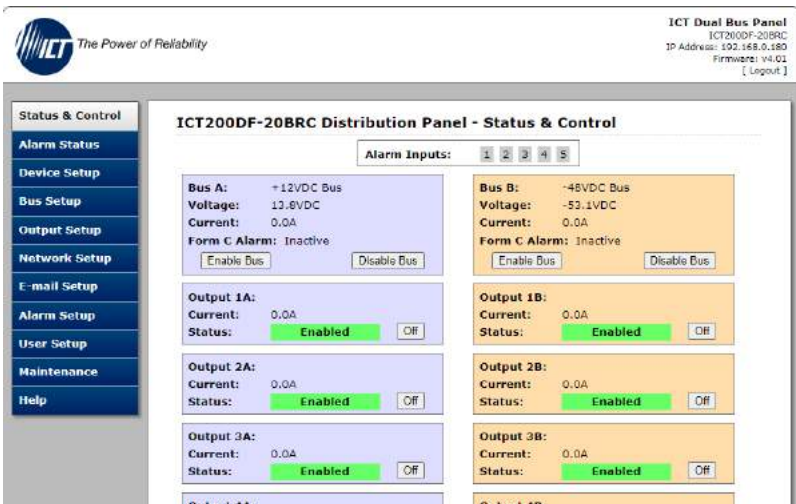 ICT The Power of Reliability
ICT Dual Bus Panel
ICT200DF-20BRC
IP Address: 192.168.0.180
Firmware: v4.01
[ Logout ]
Status & Control
Alarm Status
Device Setup
Bus Setup
Output Setup
Network Setup
E-mail Setup
Alarm Setup
User Setup
Maintenance
Help
ICT200DF-20BRC Distribution Panel - Status & Control
Alarm Inputs: 1 2 3 4 5
Bus A: +12VDC Bus
Voltage: 13.8VDC
Current: 0.0A
Form C Alarm: Inactive
Enable Bus Disable Bus
Bus B: -48VDC Bus
Voltage: -53.1VDC
Current: 0.0A
Form C Alarm: Inactive
Enable Bus Disable Bus
Output 1A:
Current: 0.0A
Status: Enabled Off
Output 1B:
Current: 0.0A
Status: Enabled Off
Output 2A:
Current: 0.0A
Status: Enabled Off
Output 2B:
Current: 0.0A
Status: Enabled Off
Output 3A:
Current: 0.0A
Status: Enabled Off
Output 3B:
Current: 0.0A
Status: Enabled Off